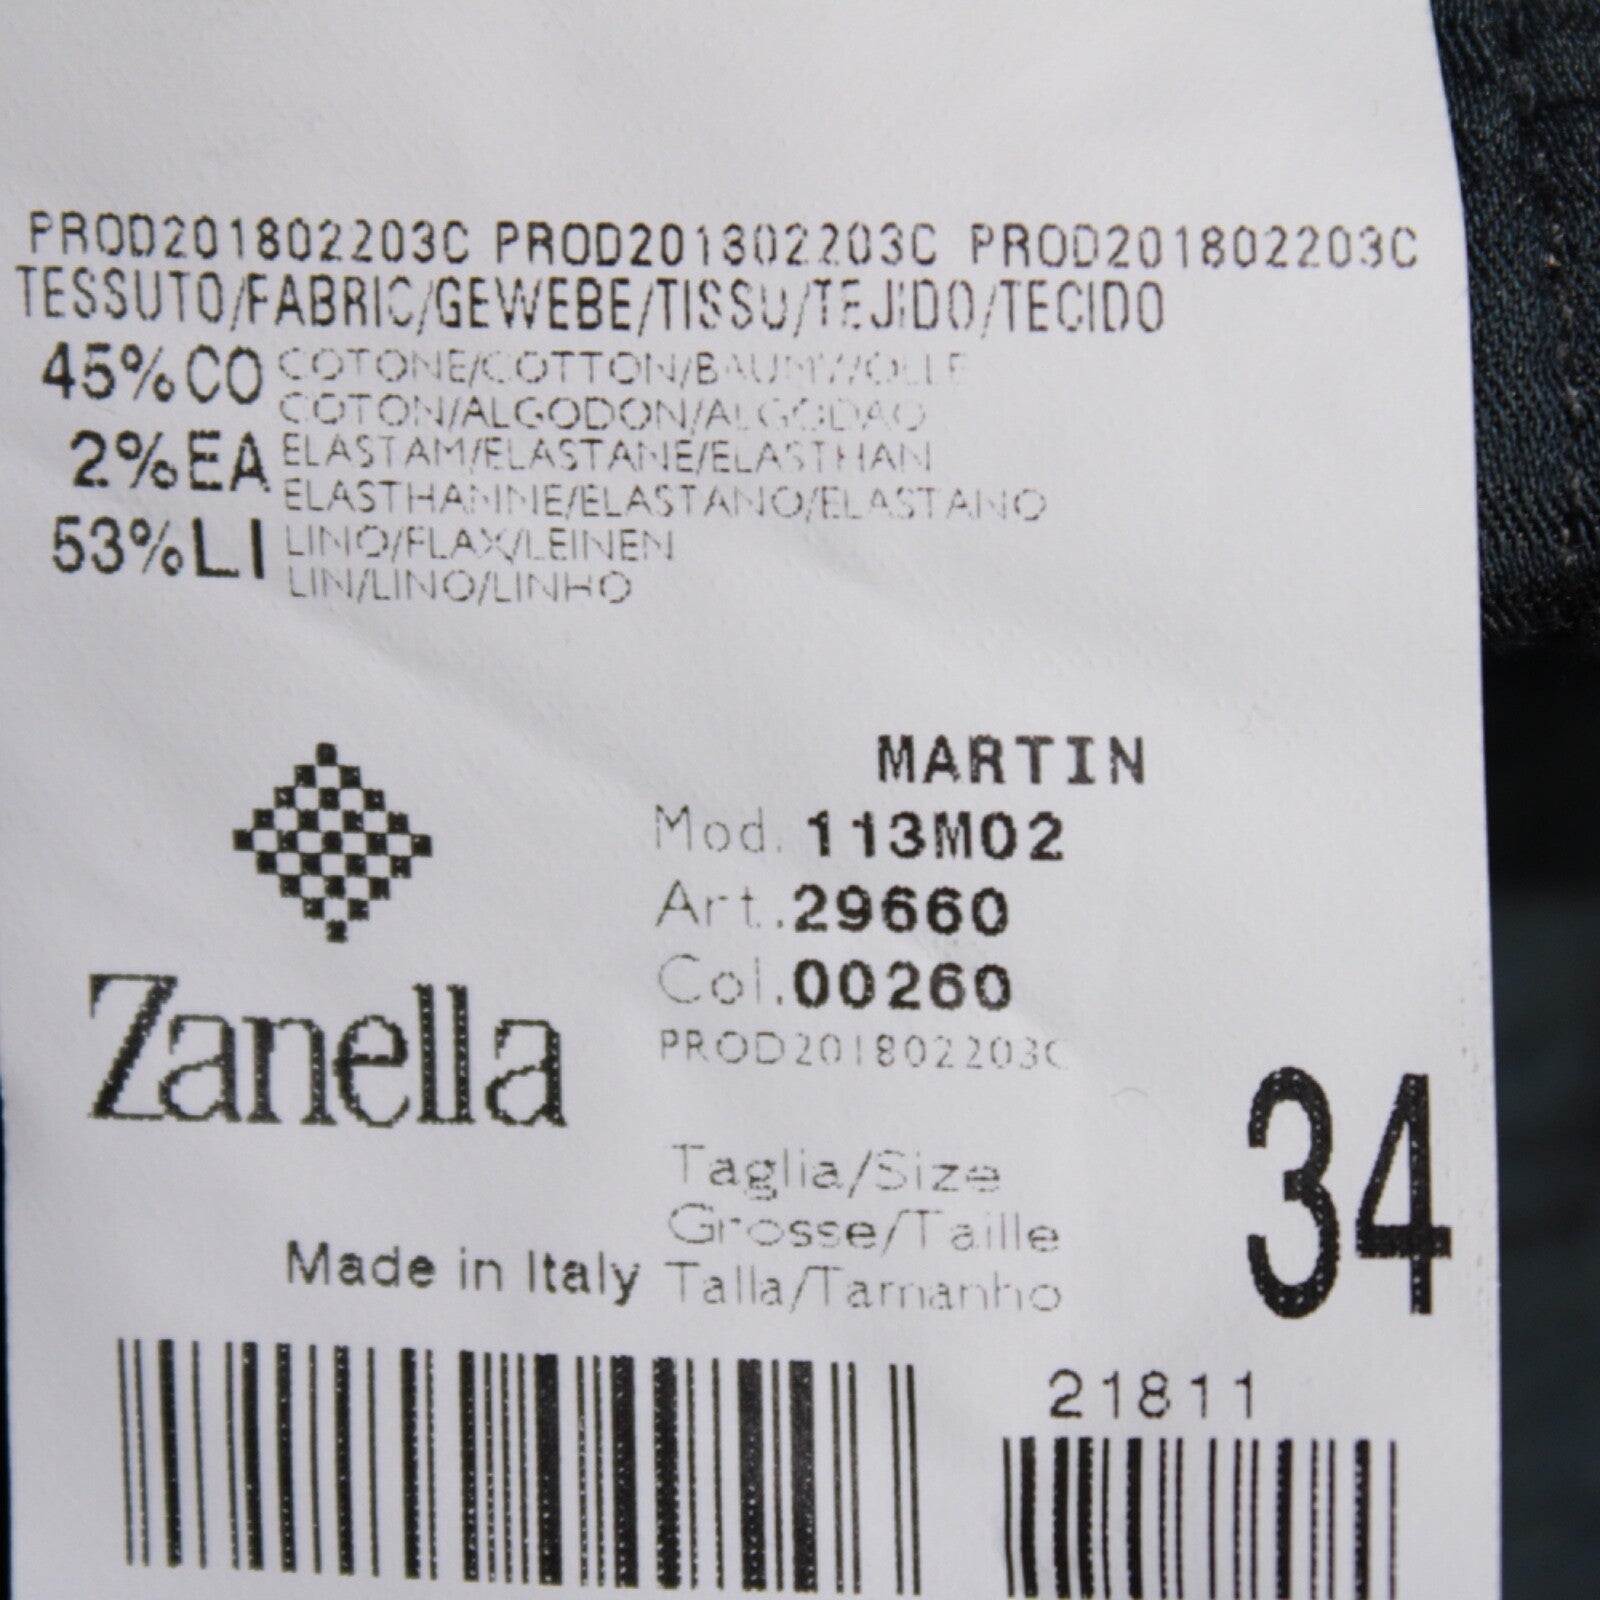 PROD201802203C PROD201802203C PROD201802203C
TESSUTO/FABRIC/GEWEBE/TISSU/TEJIDO/TECIDO
45%CO COTONE/COTTON/BAUMWOLLE
COTON/ALGODON/ALGODAO
2%EA ELASTAM/ELASTANE/ELASTHAN
ELASTHANNE/ELASTANO/ELASTANO
53%LI LINO/FLAX/LEINEN
LIN/LINO/LINHO
MARTIN
Mod. 113M02
Art. 29660
Col. 00260
PROD201802203C
Zanella
Made in Italy
Taglia/Size
Grosse/Taille
Talla/Tamanho
34
21811